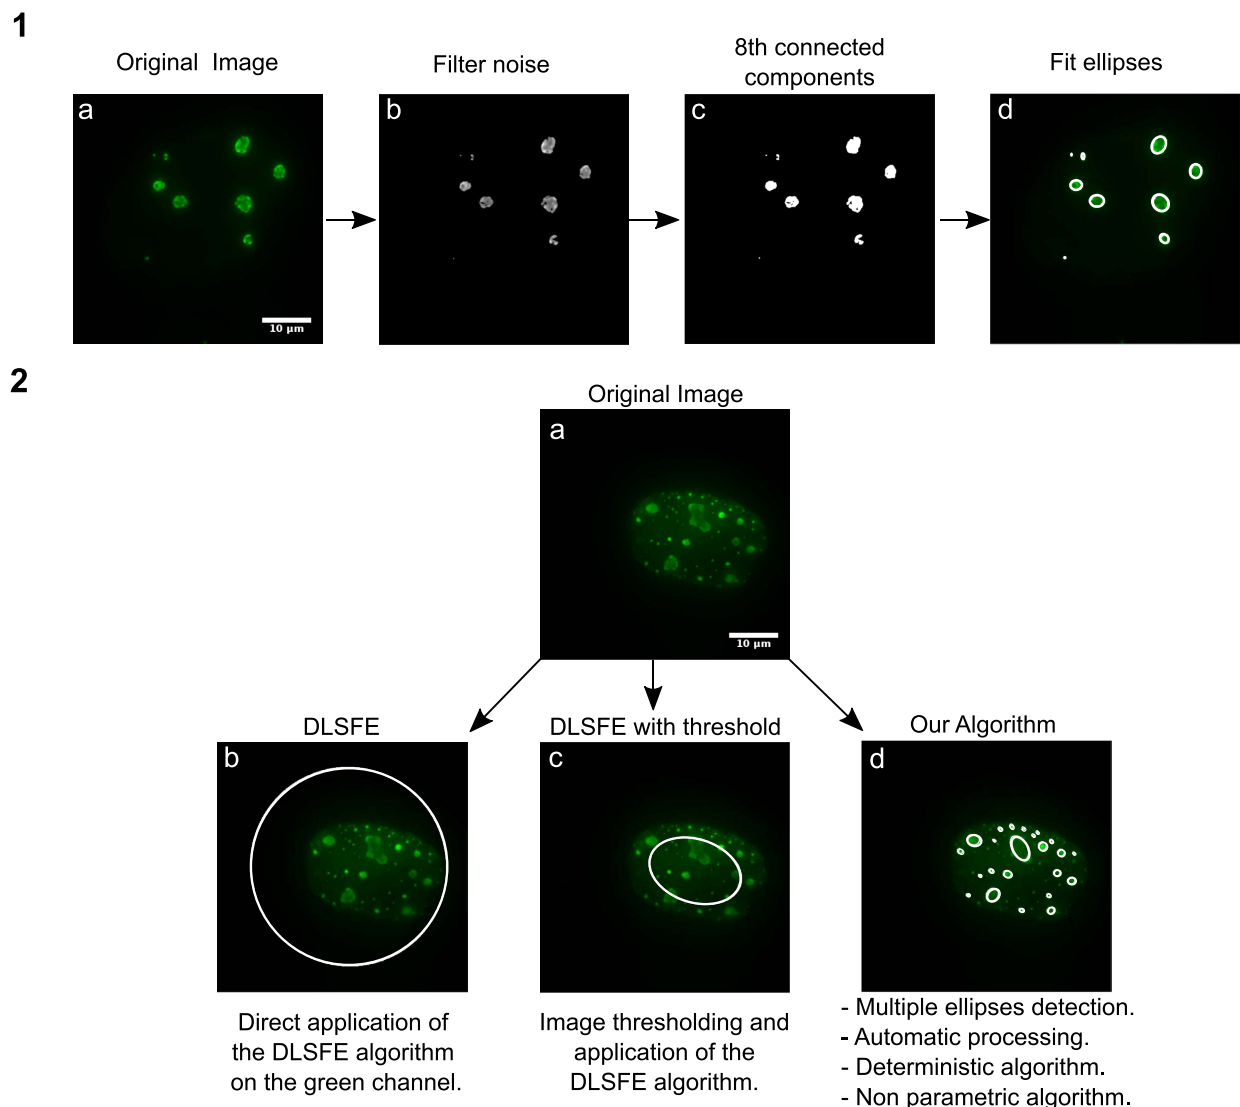 1
Original Image
Filter noise
8th connected
components
Fit ellipses
a
b
c
d
10 µm
2
Original Image
a
10 µm
DLSFE
DLSFE with threshold
Our Algorithm
b
c
d
Direct application of
the DLSFE algorithm
on the green channel.
Image thresholding and
application of the
DLSFE algorithm.
- Multiple ellipses detection.
- Automatic processing.
- Deterministic algorithm.
- Non parametric algorithm.